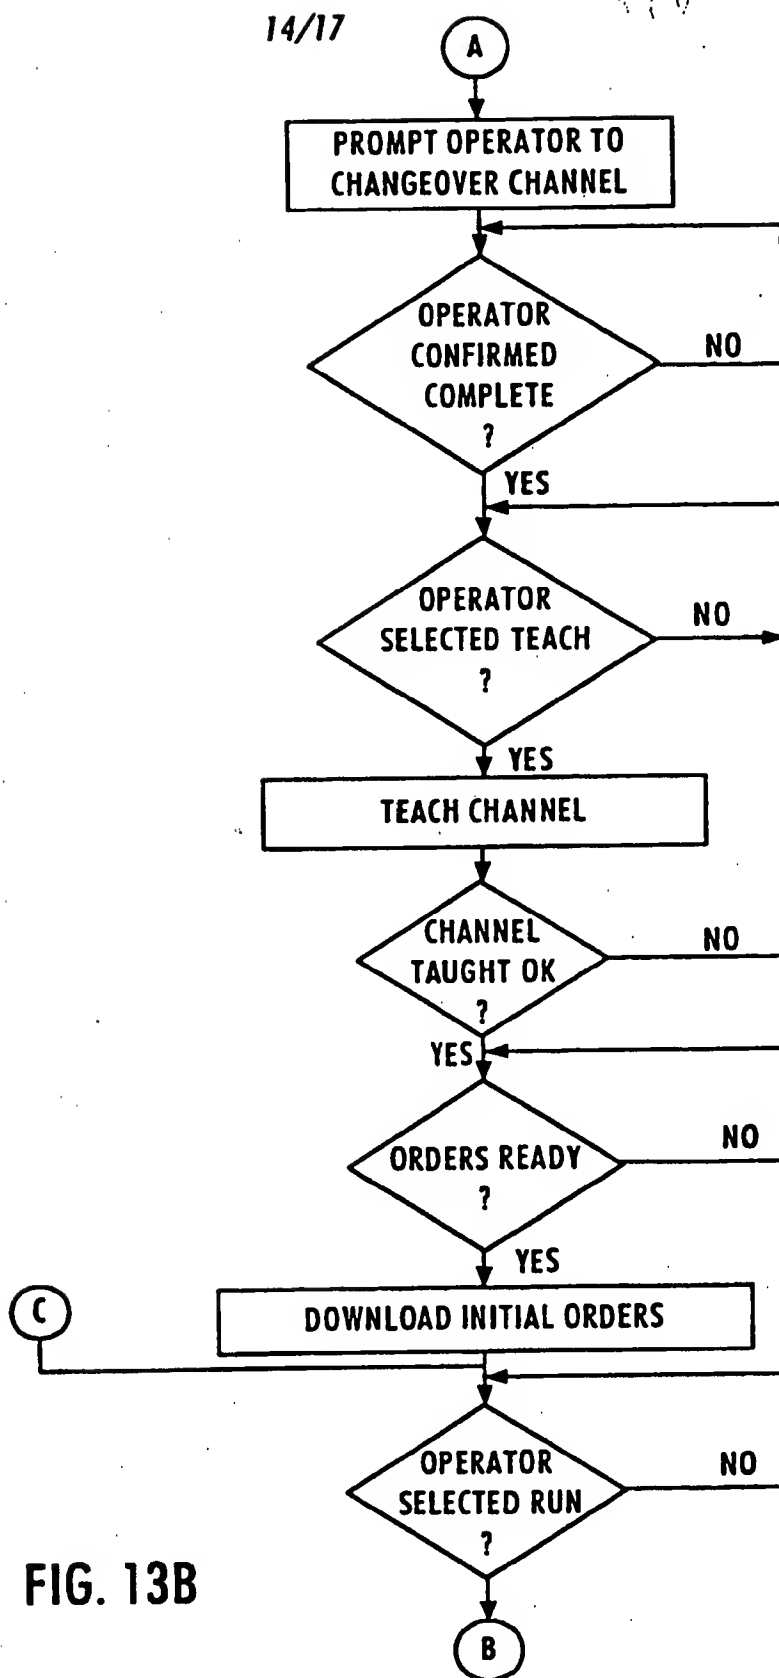 14/17
A
PROMPT OPERATOR TO
CHANGEOVER CHANNEL
OPERATOR
CONFIRMED
COMPLETE
?
NO
YES
OPERATOR
SELECTED TEACH
?
NO
YES
TEACH CHANNEL
CHANNEL
TAUGHT OK
?
NO
YES
ORDERS READY
?
NO
YES
C
DOWNLOAD INITIAL ORDERS
OPERATOR
SELECTED RUN
?
NO
FIG. 13B
B